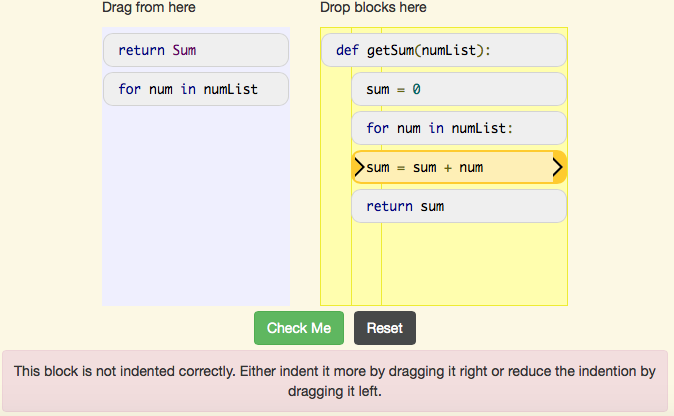 Drag from here
Drop blocks here
return Sum
for num in numList
def getSum(numList):
sum = 0
for num in numList:
sum = sum + num
return sum
Check Me
Reset
This block is not indented correctly. Either indent it more by dragging it right or reduce the indention by
dragging it left.